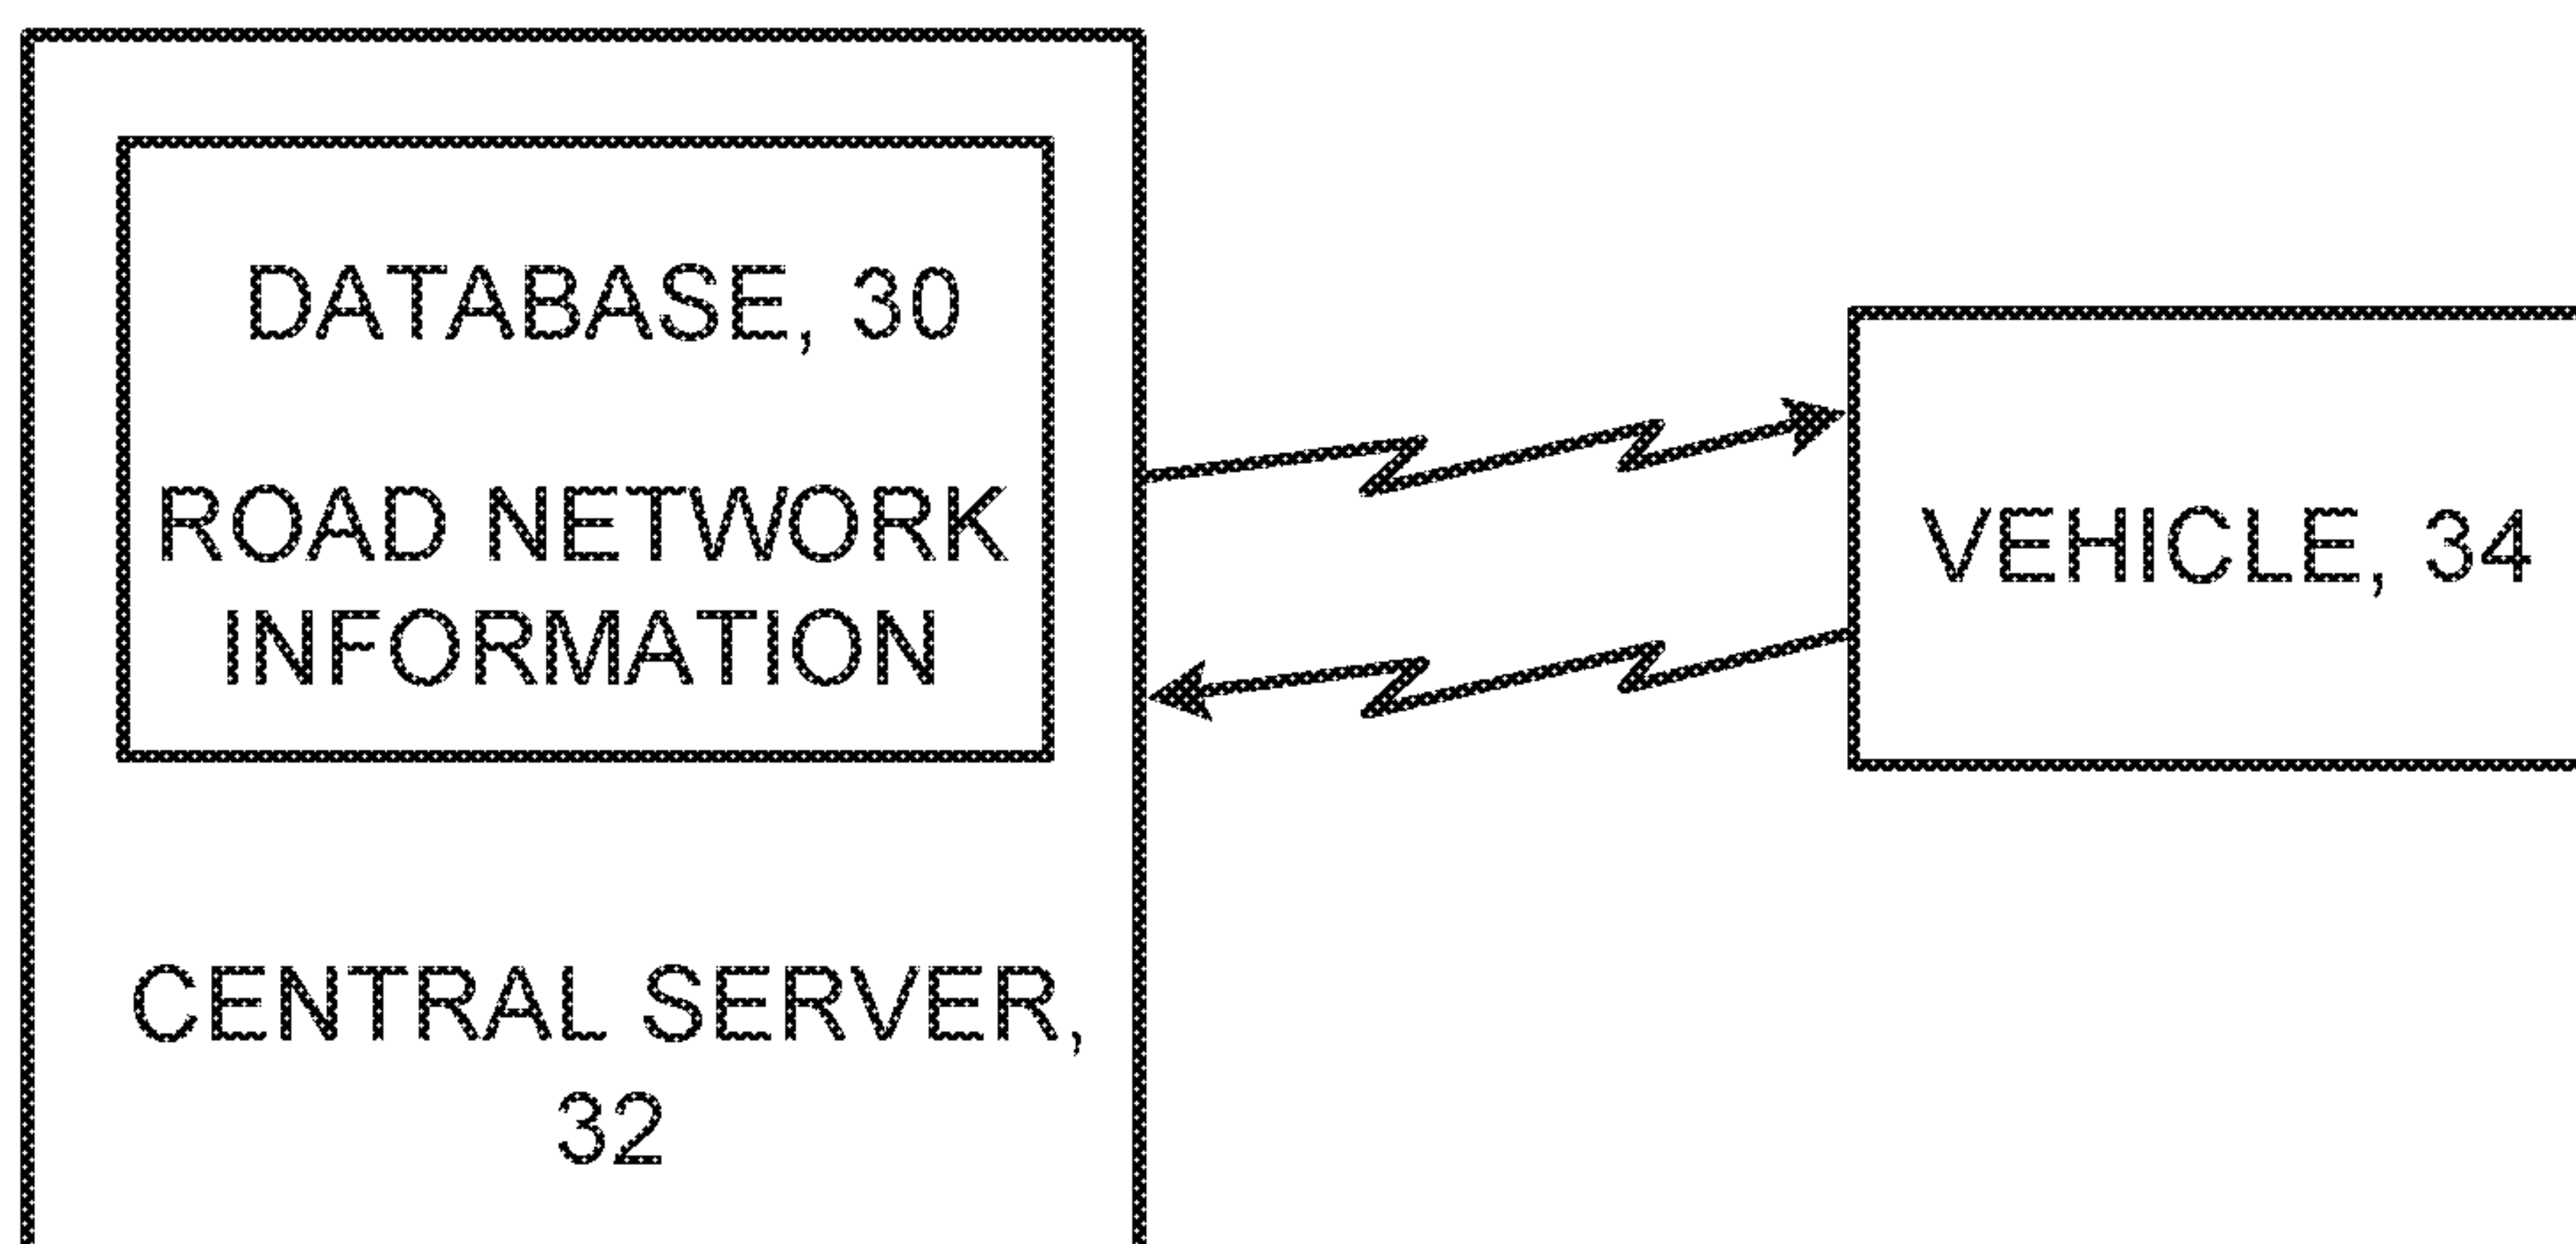 DATABASE, 30
ROAD NETWORK
INFORMATION
CENTRAL SERVER,
32
VEHICLE, 34